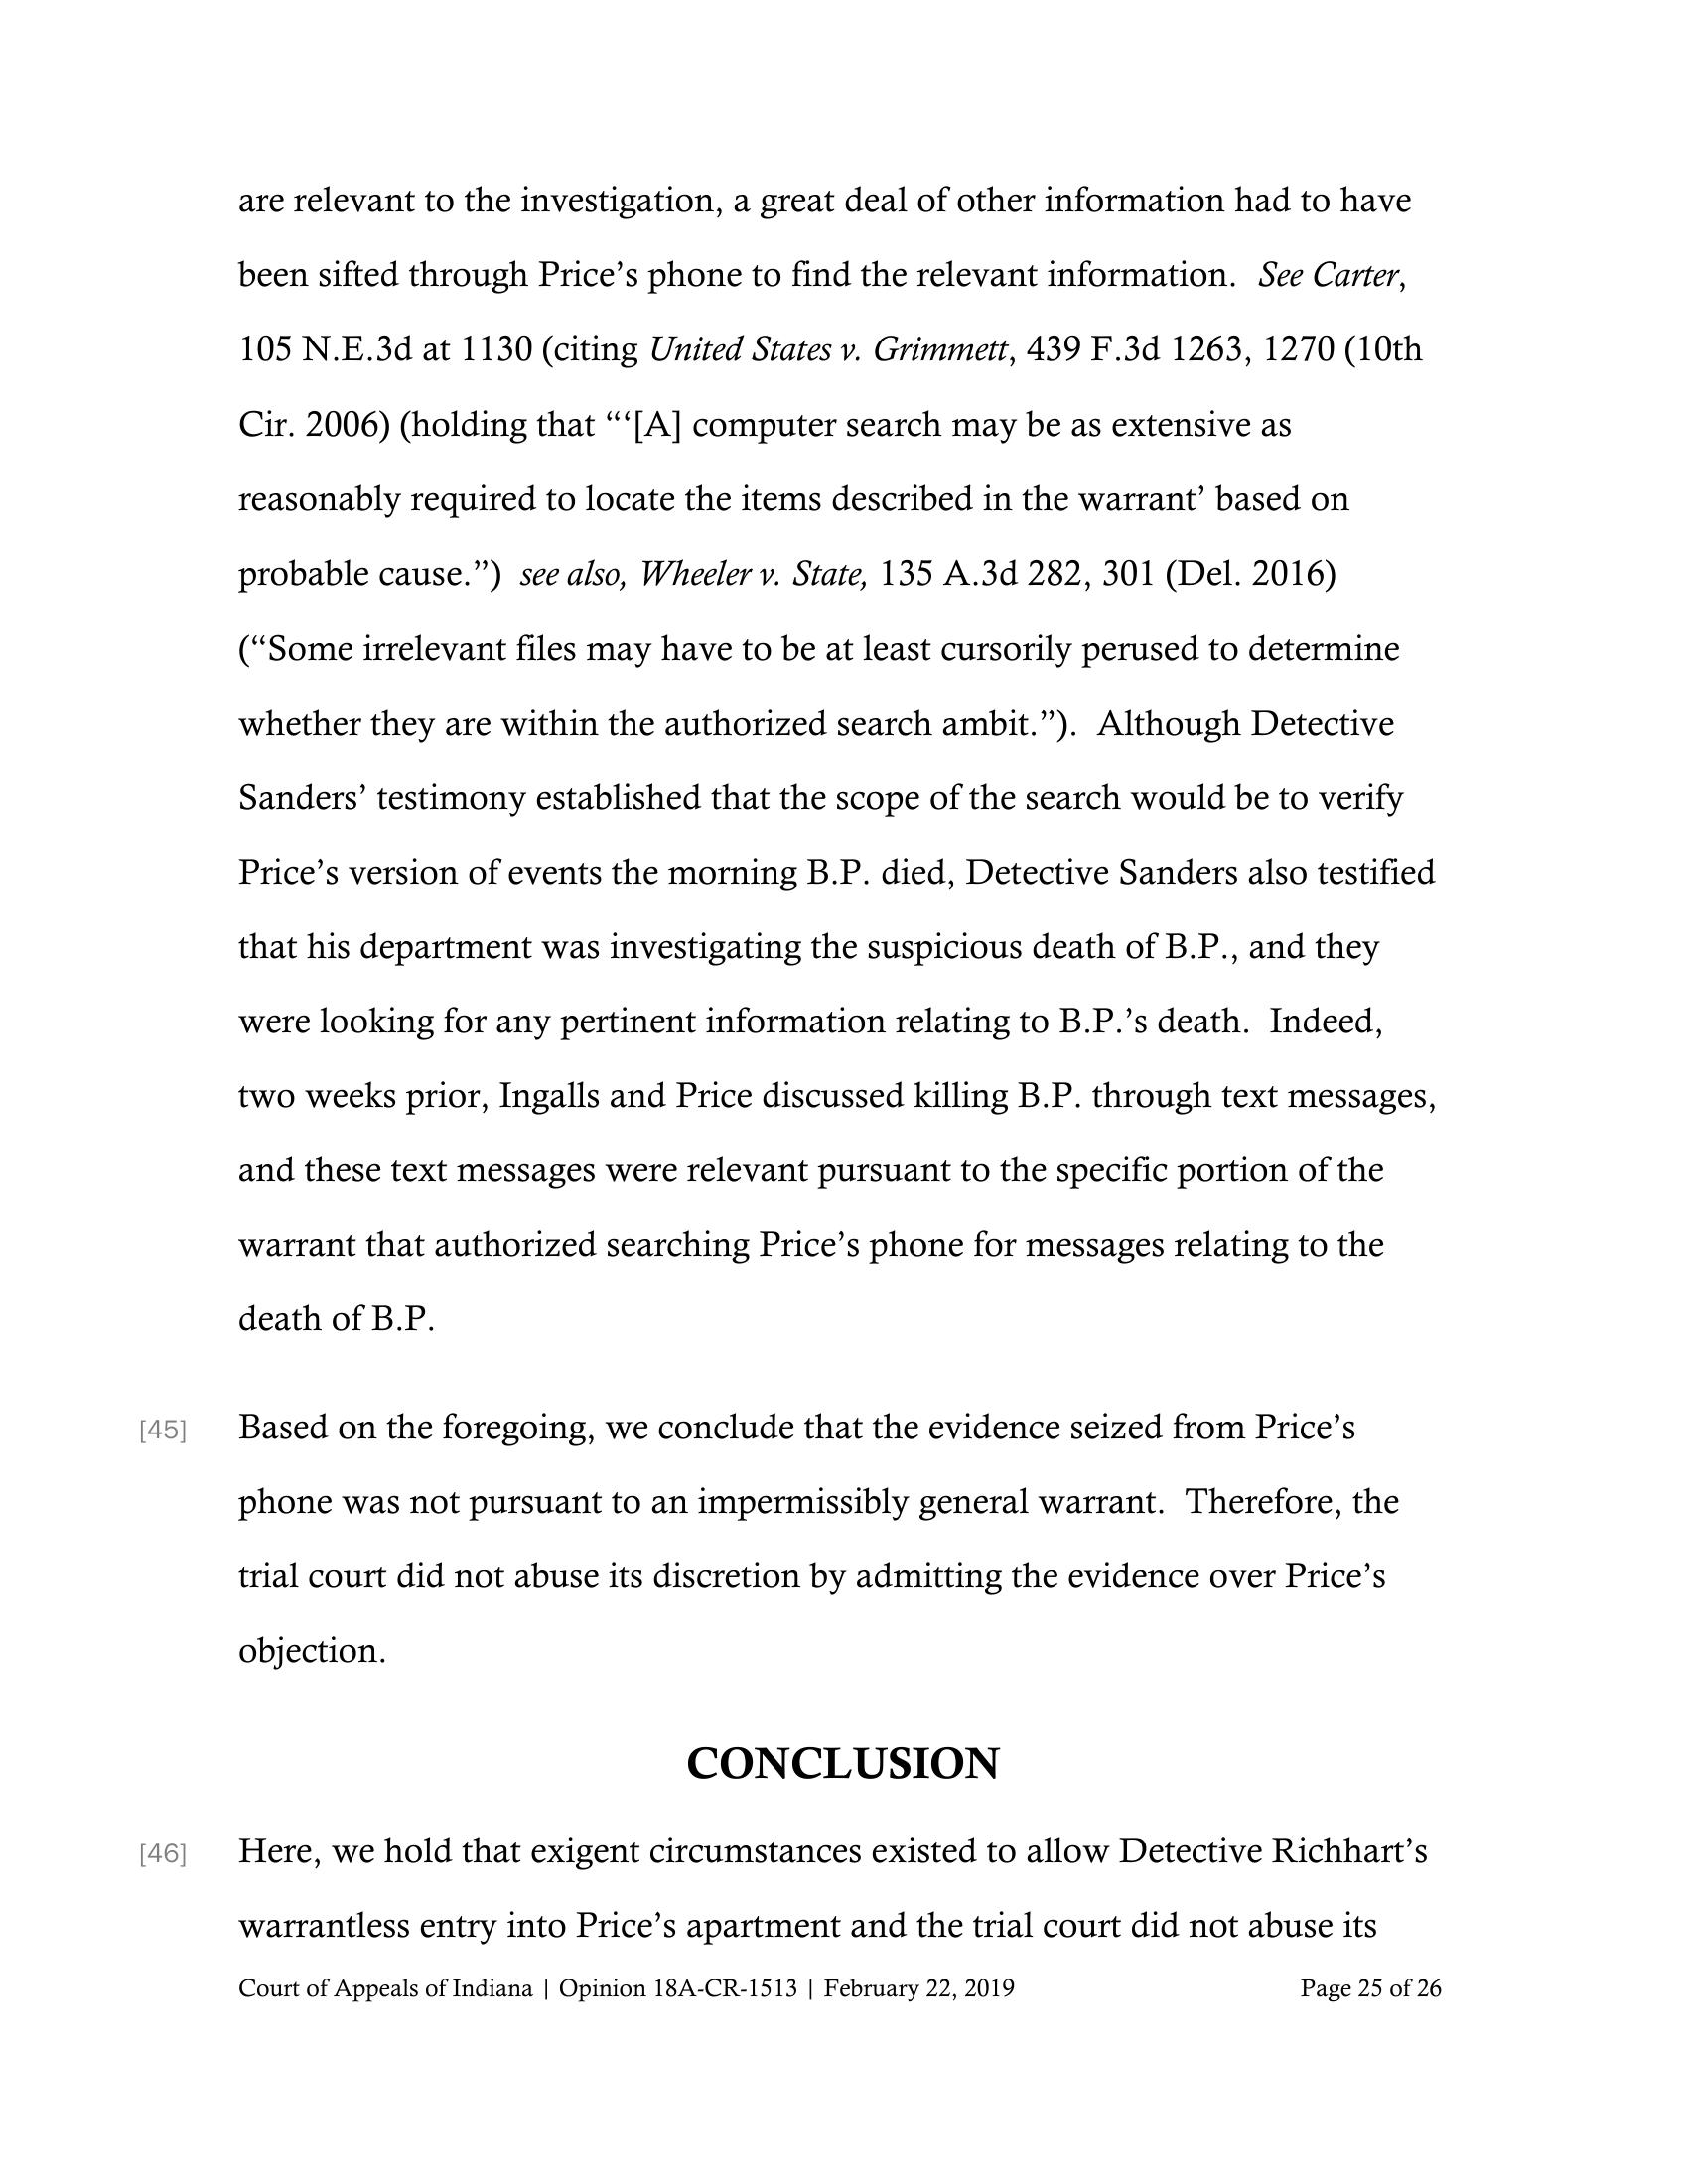 are relevant to the investigation, a great deal of other information had to have
been sifted through Price’s phone to find the relevant information.  See Carter,
105 N.E.3d at 1130 (citing United States v. Grimmett, 439 F.3d 1263, 1270 (10th
Cir. 2006) (holding that “‘[A] computer search may be as extensive as
reasonably required to locate the items described in the warrant’ based on
probable cause.”)  see also, Wheeler v. State, 135 A.3d 282, 301 (Del. 2016)
(“Some irrelevant files may have to be at least cursorily perused to determine
whether they are within the authorized search ambit.”).  Although Detective
Sanders’ testimony established that the scope of the search would be to verify
Price’s version of events the morning B.P. died, Detective Sanders also testified
that his department was investigating the suspicious death of B.P., and they
were looking for any pertinent information relating to B.P.’s death.  Indeed,
two weeks prior, Ingalls and Price discussed killing B.P. through text messages,
and these text messages were relevant pursuant to the specific portion of the
warrant that authorized searching Price’s phone for messages relating to the
death of B.P.
[45] Based on the foregoing, we conclude that the evidence seized from Price’s
phone was not pursuant to an impermissibly general warrant.  Therefore, the
trial court did not abuse its discretion by admitting the evidence over Price’s
objection.
CONCLUSION
[46] Here, we hold that exigent circumstances existed to allow Detective Richhart’s
warrantless entry into Price’s apartment and the trial court did not abuse its
Court of Appeals of Indiana | Opinion 18A-CR-1513 | February 22, 2019 Page 25 of 26